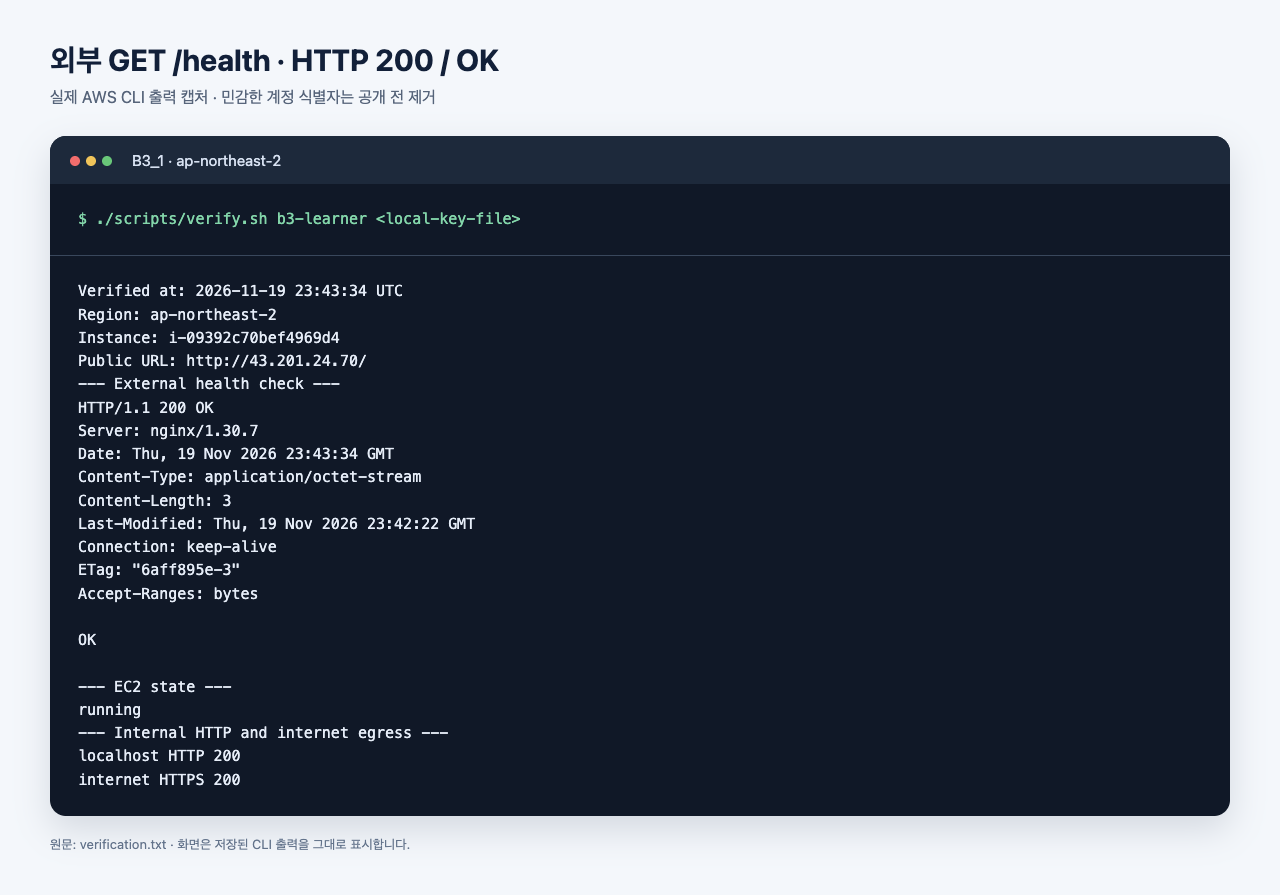 외부 GET /health · HTTP 200 / OK
실제 AWS CLI 출력 캡처 · 민감한 계정 식별자는 공개 전 제거
B3_1 · ap-northeast-2
$ ./scripts/verify.sh b3-learner <local-key-file>
Verified at: 2026-11-19 23:43:34 UTC
Region: ap-northeast-2
Instance: i-09392c70bef4969d4
Public URL: http://43.201.24.70/
--- External health check ---
HTTP/1.1 200 OK
Server: nginx/1.30.7
Date: Thu, 19 Nov 2026 23:43:34 GMT
Content-Type: application/octet-stream
Content-Length: 3
Last-Modified: Thu, 19 Nov 2026 23:42:22 GMT
Connection: keep-alive
ETag: "6aff895e-3"
Accept-Ranges: bytes
OK
--- EC2 state ---
running
--- Internal HTTP and internet egress ---
localhost HTTP 200
internet HTTPS 200
원문: verification.txt · 화면은 저장된 CLI 출력을 그대로 표시합니다.